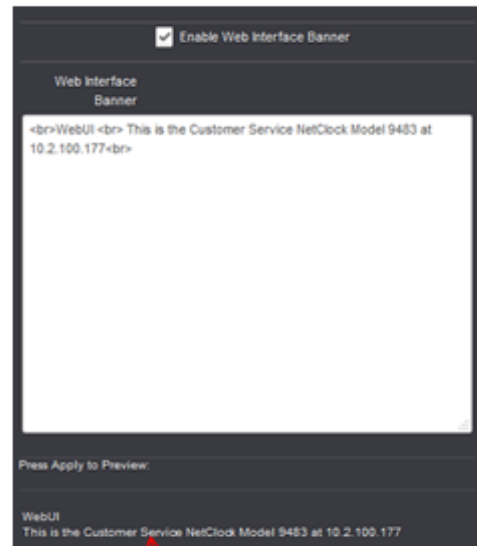 Enable Web Interface Banner
Web Interface
Banner
<br>WebUI <br> This is the Customer Service NetClock Model 9483 at
10.2.100.177<br>
Press Apply to Preview:
WebUI
This is the Customer Service NetClock Model 9483 at 10.2.100.177